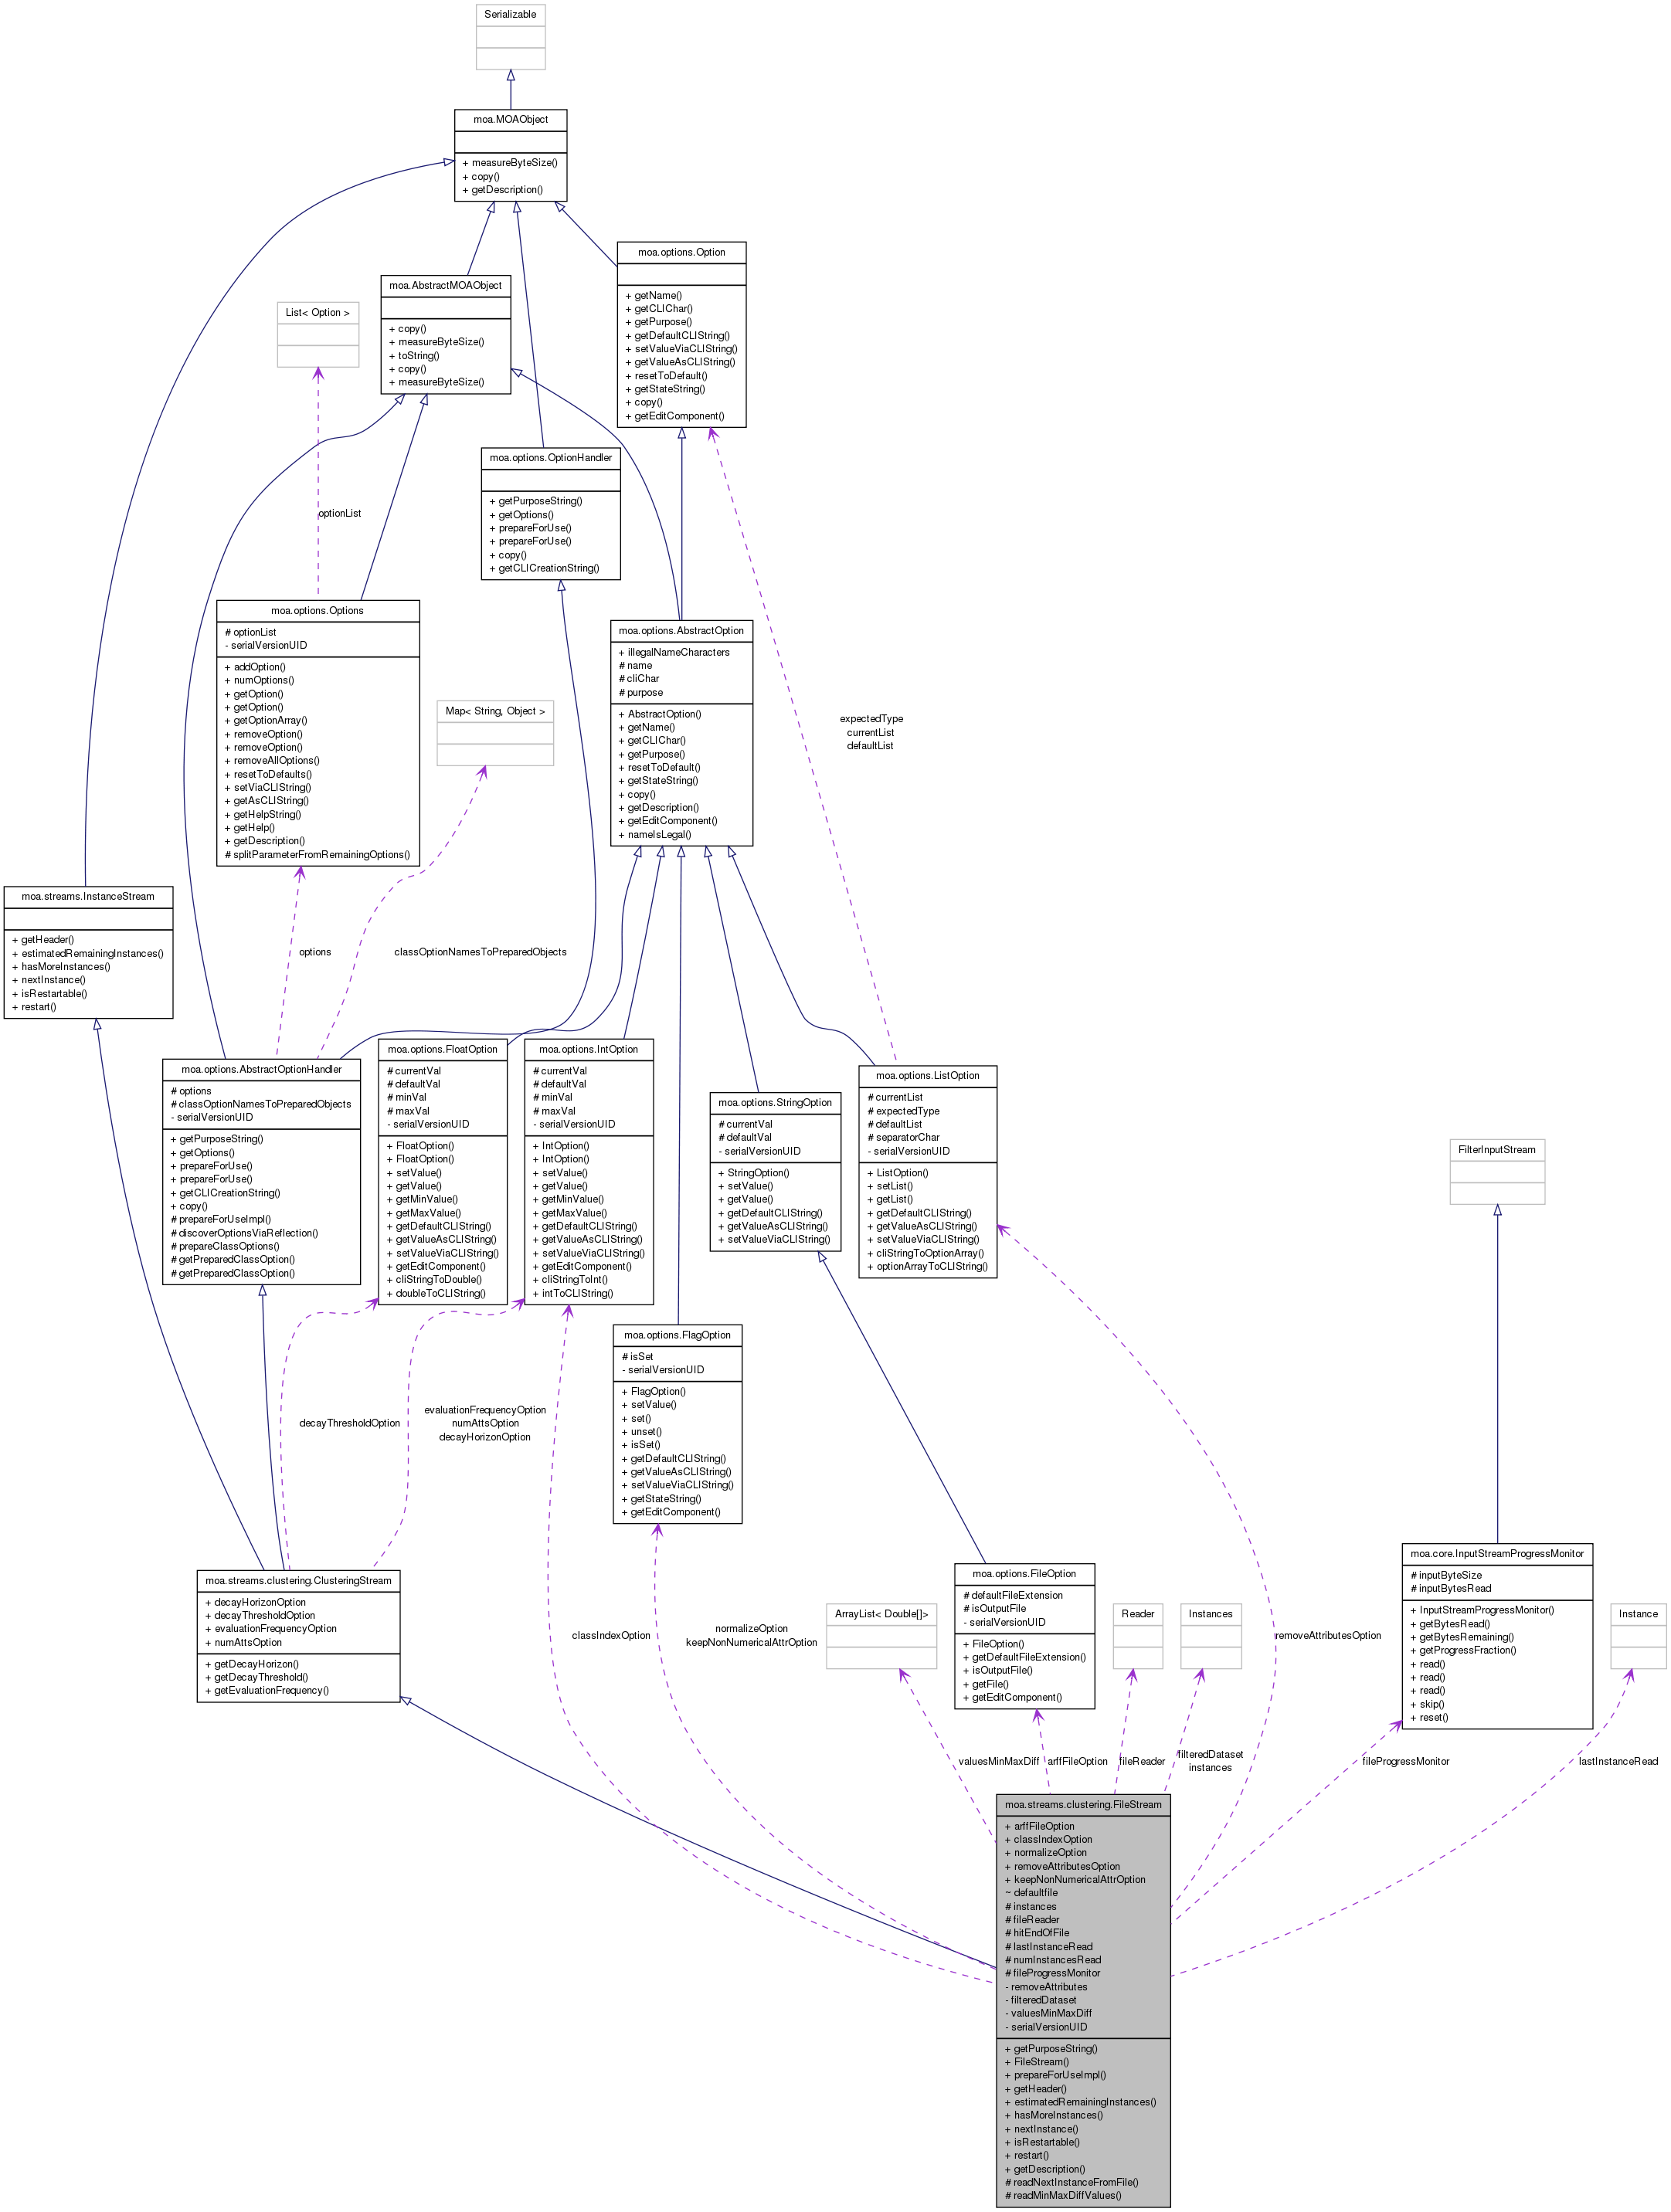 Serializable
moa.MOAObject
+ measureByteSize()
+ copy()
+ getDescription()
moa.options.Option
+ getName()
+ getCLIChar()
+ getPurpose()
+ getDefaultCLIString()
+ setValueViaCLIString()
+ getValueAsCLIString()
+ resetToDefault()
+ getStateString()
+ copy()
+ getEditComponent()
moa.AbstractMOAObject
+ copy()
+ measureByteSize()
+ toString()
+ copy()
+ measureByteSize()
List< Option >
optionList
moa.options.OptionHandler
+ getPurposeString()
+ getOptions()
+ prepareForUse()
+ prepareForUse()
+ copy()
+ getCLICreationString()
moa.options.Options
# optionList
- serialVersionUID
+ addOption()
+ numOptions()
+ getOption()
+ getOption()
+ getOptionArray()
+ removeOption()
+ removeOption()
+ removeAllOptions()
+ resetToDefaults()
+ setViaCLIString()
+ getAsCLIString()
+ getHelpString()
+ getHelp()
+ getDescription()
# splitParameterFromRemainingOptions()
moa.options.AbstractOption
+ illegalNameCharacters
# name
# cliChar
# purpose
+ AbstractOption()
+ getName()
+ getCLIChar()
+ getPurpose()
+ resetToDefault()
+ getStateString()
+ copy()
+ getDescription()
+ getEditComponent()
+ nameIsLegal()
Map< String, Object >
expectedType
currentList
defaultList
moa.streams.InstanceStream
+ getHeader()
+ estimatedRemainingInstances()
+ hasMoreInstances()
+ nextInstance()
+ isRestartable()
+ restart()
options
classOptionNamesToPreparedObjects
moa.options.AbstractOptionHandler
# options
# classOptionNamesToPreparedObjects
- serialVersionUID
+ getPurposeString()
+ getOptions()
+ prepareForUse()
+ prepareForUse()
+ getCLICreationString()
+ copy()
# prepareForUseImpl()
# discoverOptionsViaReflection()
# prepareClassOptions()
# getPreparedClassOption()
# getPreparedClassOption()
moa.options.FloatOption
# currentVal
# defaultVal
# minVal
# maxVal
- serialVersionUID
+ FloatOption()
+ FloatOption()
+ setValue()
+ getValue()
+ getMinValue()
+ getMaxValue()
+ getDefaultCLIString()
+ getValueAsCLIString()
+ setValueViaCLIString()
+ getEditComponent()
+ cliStringToDouble()
+ doubleToCLIString()
moa.options.IntOption
# currentVal
# defaultVal
# minVal
# maxVal
- serialVersionUID
+ IntOption()
+ IntOption()
+ setValue()
+ getValue()
+ getMinValue()
+ getMaxValue()
+ getDefaultCLIString()
+ getValueAsCLIString()
+ setValueViaCLIString()
+ getEditComponent()
+ cliStringToInt()
+ intToCLIString()
moa.options.StringOption
# currentVal
# defaultVal
- serialVersionUID
+ StringOption()
+ setValue()
+ getValue()
+ getDefaultCLIString()
+ getValueAsCLIString()
+ setValueViaCLIString()
moa.options.ListOption
# currentList
# expectedType
# defaultList
# separatorChar
- serialVersionUID
+ ListOption()
+ setList()
+ getList()
+ getDefaultCLIString()
+ getValueAsCLIString()
+ setValueViaCLIString()
+ cliStringToOptionArray()
+ optionArrayToCLIString()
FilterInputStream
moa.options.FlagOption
# isSet
- serialVersionUID
+ FlagOption()
+ setValue()
+ set()
+ unset()
+ isSet()
+ getDefaultCLIString()
+ getValueAsCLIString()
+ setValueViaCLIString()
+ getStateString()
+ getEditComponent()
decayThresholdOption
evaluationFrequencyOption
numAttsOption
decayHorizonOption
moa.streams.clustering.ClusteringStream
+ decayHorizonOption
+ decayThresholdOption
+ evaluationFrequencyOption
+ numAttsOption
+ getDecayHorizon()
+ getDecayThreshold()
+ getEvaluationFrequency()
classIndexOption
normalizeOption
keepNonNumericalAttrOption
ArrayList< Double[]>
moa.options.FileOption
# defaultFileExtension
# isOutputFile
- serialVersionUID
+ FileOption()
+ getDefaultFileExtension()
+ isOutputFile()
+ getFile()
+ getEditComponent()
Reader
Instances
removeAttributesOption
moa.core.InputStreamProgressMonitor
# inputByteSize
# inputBytesRead
+ InputStreamProgressMonitor()
+ getBytesRead()
+ getBytesRemaining()
+ getProgressFraction()
+ read()
+ read()
+ read()
+ skip()
+ reset()
Instance
valuesMinMaxDiff
arffFileOption
fileReader
filteredDataset
instances
fileProgressMonitor
lastInstanceRead
moa.streams.clustering.FileStream
+ arffFileOption
+ classIndexOption
+ normalizeOption
+ removeAttributesOption
+ keepNonNumericalAttrOption
~ defaultfile
# instances
# fileReader
# hitEndOfFile
# lastInstanceRead
# numInstancesRead
# fileProgressMonitor
- removeAttributes
- filteredDataset
- valuesMinMaxDiff
- serialVersionUID
+ getPurposeString()
+ FileStream()
+ prepareForUseImpl()
+ getHeader()
+ estimatedRemainingInstances()
+ hasMoreInstances()
+ nextInstance()
+ isRestartable()
+ restart()
+ getDescription()
# readNextInstanceFromFile()
# readMinMaxDiffValues()